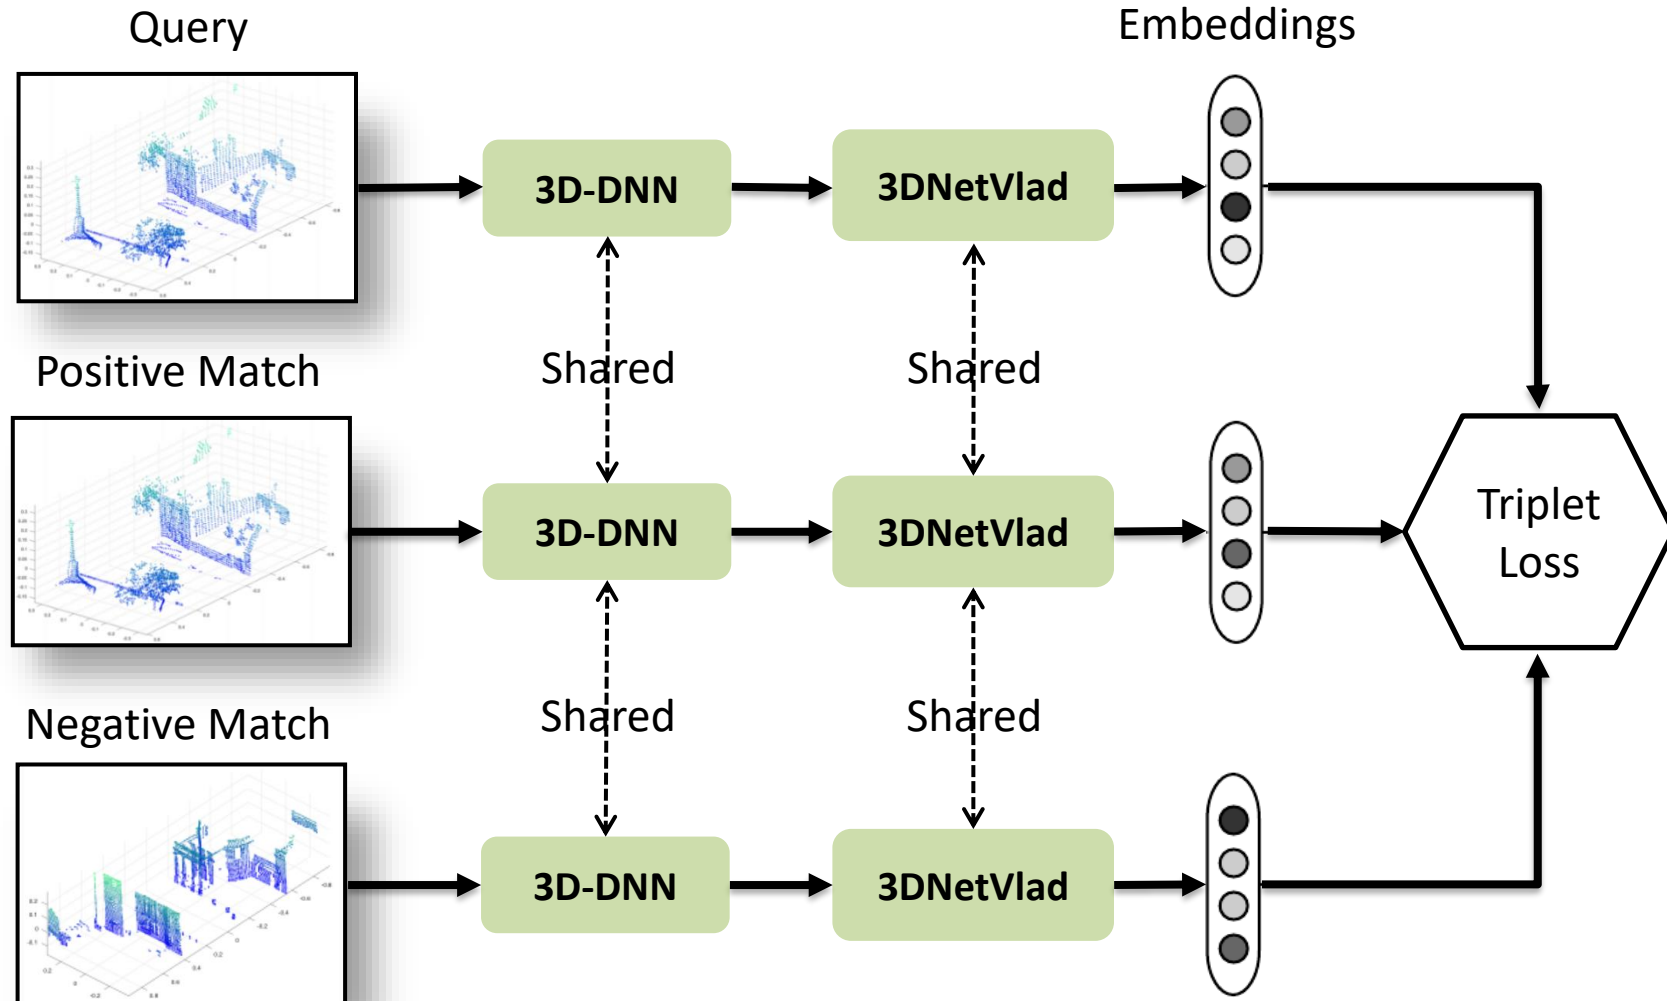 Query
Embeddings
3D-DNN
3DNetVlad
Positive Match
Shared
Shared
3D-DNN
3DNetVlad
Triplet
Loss
Negative Match
Shared
Shared
3D-DNN
3DNetVlad